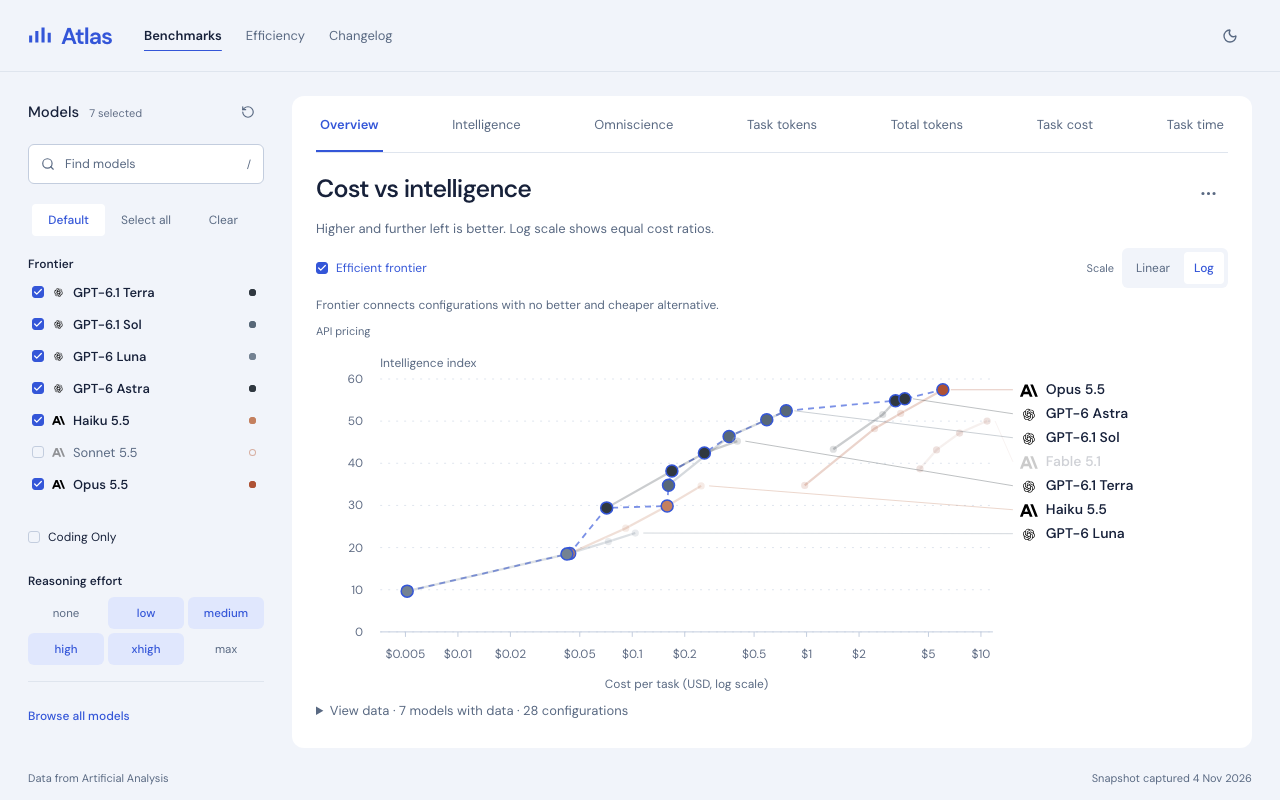 Atlas
Benchmarks
Efficiency
Changelog
Models
7 selected
Find models
/
Default
Select all
Clear
Frontier
GPT-6.1 Terra
GPT-6.1 Sol
GPT-6 Luna
GPT-6 Astra
Haiku 5.5
Sonnet 5.5
Opus 5.5
Coding Only
Reasoning effort
none
low
medium
high
xhigh
max
Browse all models
Overview
Intelligence
Omniscience
Task tokens
Total tokens
Task cost
Task time
Cost vs intelligence
Higher and further left is better. Log scale shows equal cost ratios.
Efficient frontier
Scale
Linear
Log
Frontier connects configurations with no better and cheaper alternative.
API pricing
Intelligence index
60
50
40
30
20
10
0
$0.005
$0.01
$0.02
$0.05
$0.1
$0.2
$0.5
$1
$2
$5
$10
Cost per task (USD, log scale)
Opus 5.5
GPT-6 Astra
GPT-6.1 Sol
Fable 5.1
GPT-6.1 Terra
Haiku 5.5
GPT-6 Luna
View data · 7 models with data · 28 configurations
Data from Artificial Analysis
Snapshot captured 4 Nov 2026